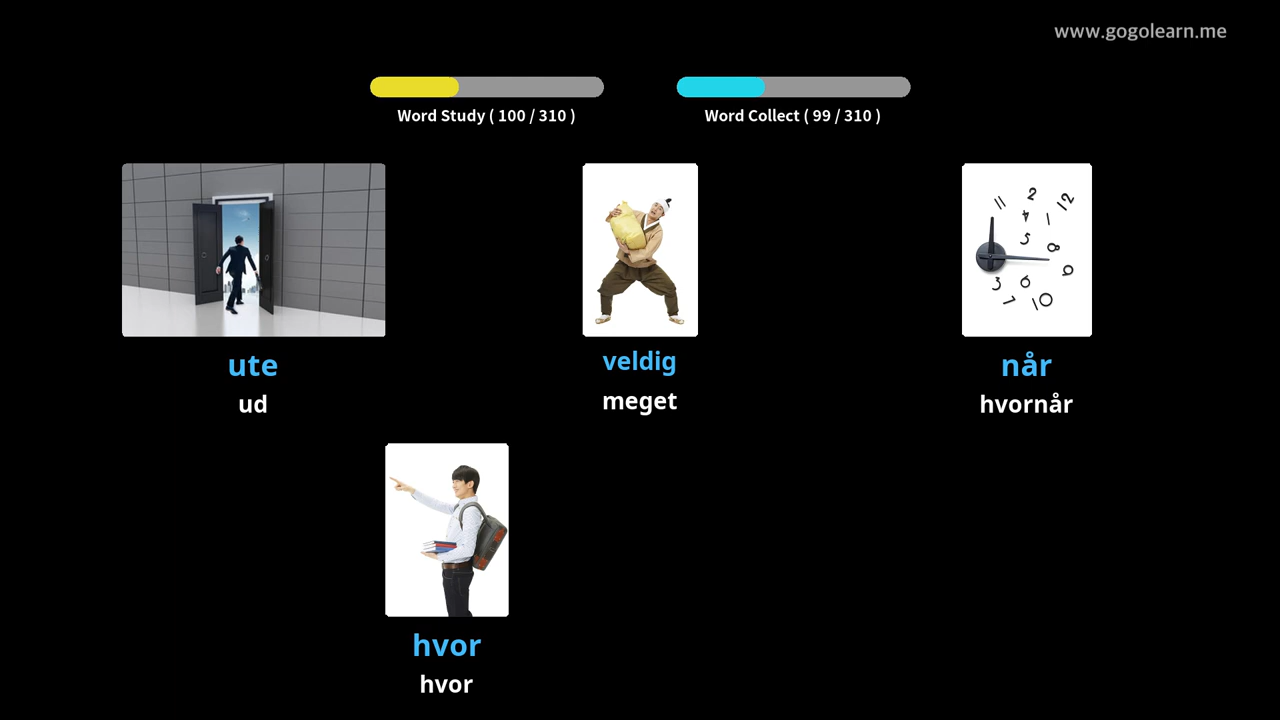 www.gogolearn.me
Word Study ( 100 / 310 )
Word Collect ( 99 / 310 )
ute
ud
veldig
meget
når
hvornår
hvor
hvor